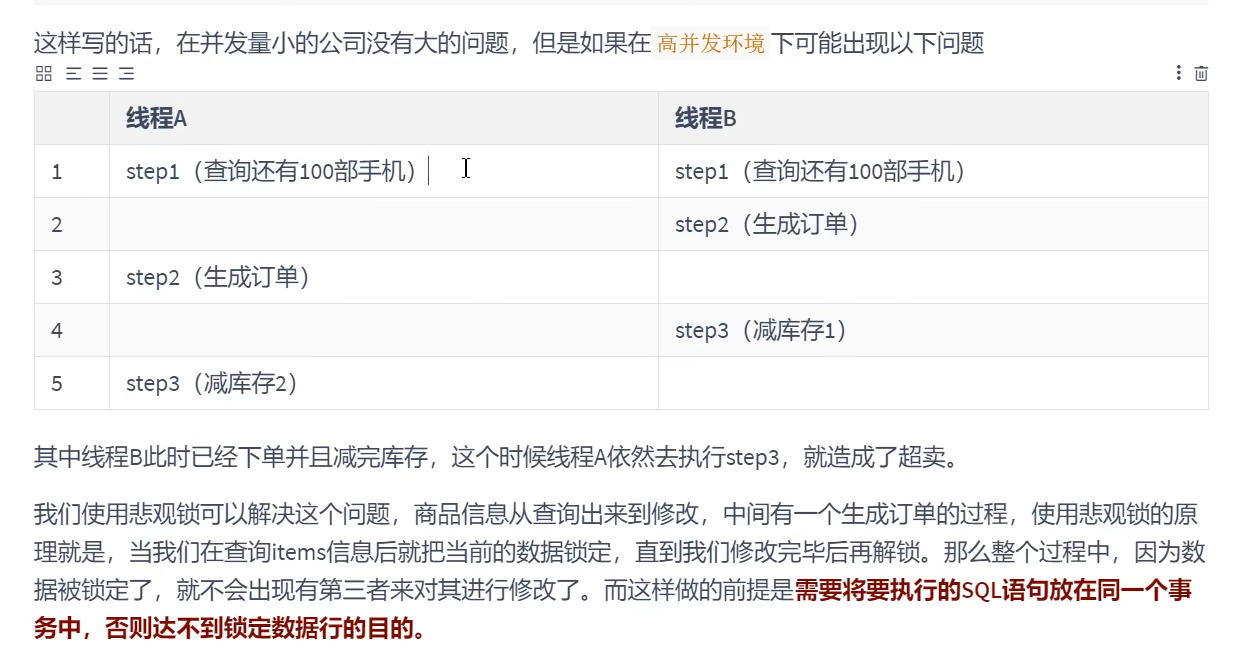 这样写的话，在并发量小的公司没有大的问题，但是如果在 高并发环境 下可能出现以下问题
线程A 线程B
1 step1（查询还有100部手机） step1（查询还有100部手机）
2 step2（生成订单）
3 step2（生成订单）
4 step3（减库存1）
5 step3（减库存2）
其中线程B此时已经下单并且减完库存，这个时候线程A依然去执行step3，就造成了超卖。
我们使用悲观锁可以解决这个问题，商品信息从查询出来到修改，中间有一个生成订单的过程，使用悲观锁的原
理就是，当我们在查询items信息后就把当前的数据锁定，直到我们修改完毕后再解锁。那么整个过程中，因为数
据被锁定了，就不会出现有第三者来对其进行修改了。而这样做的前提是需要将要执行的SQL语句放在同一个事
务中，否则达不到锁定数据行的目的。